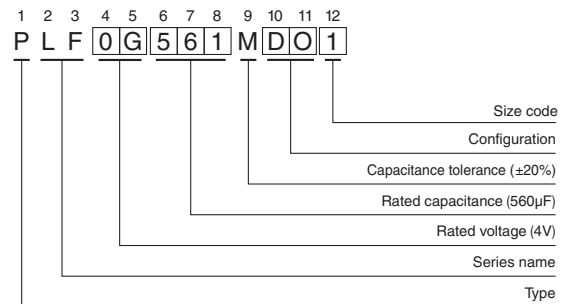 1 2 3 4 5 6 7 8 9 10 11 12
P L F 0 G 5 6 1 M D O 1
Size code
Configuration
Capacitance tolerance (±20%)
Rated capacitance (560µF)
Rated voltage (4V)
Series name
Type